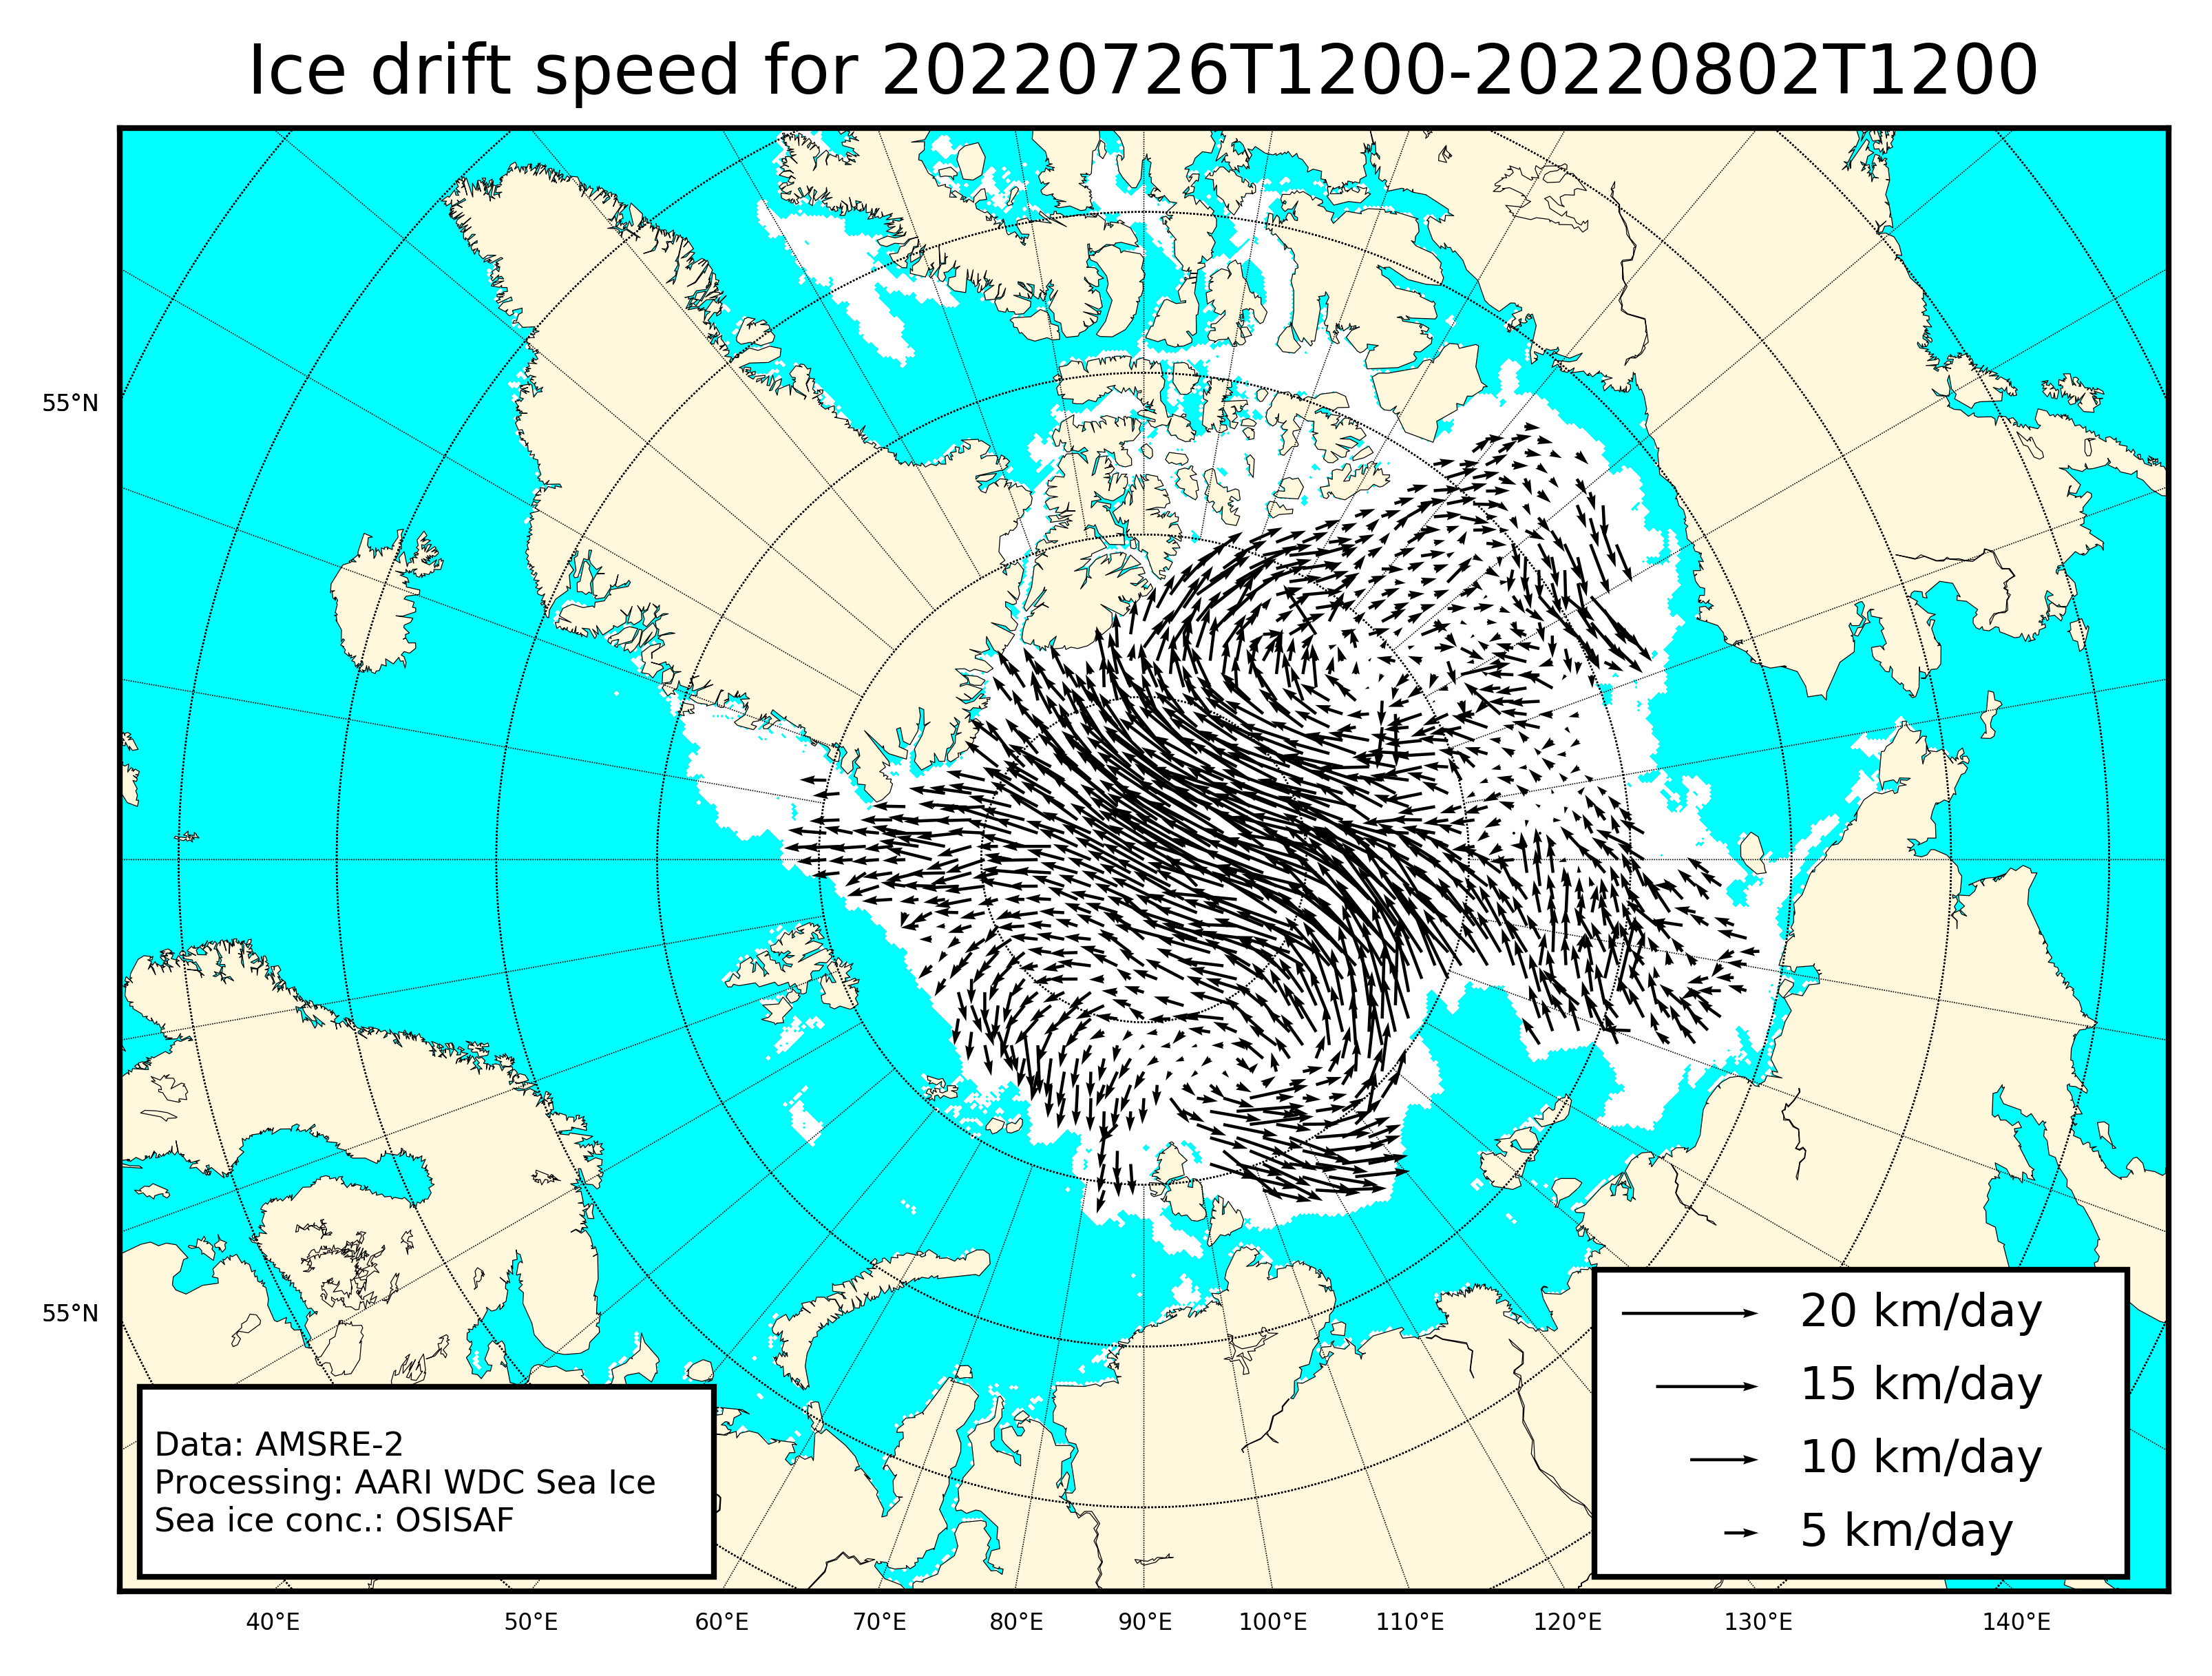 Ice drift speed for 20220726T1200-20220802T1200
55°N
55°N
20 km/day
15 km/day
10 km/day
5 km/day
Data: AMSRE-2
Processing: AARI WDC Sea Ice
Sea ice conc.: OSISAF
40°E 50°E 60°E 70°E 80°E 90°E 100°E 110°E 120°E 130°E 140°E